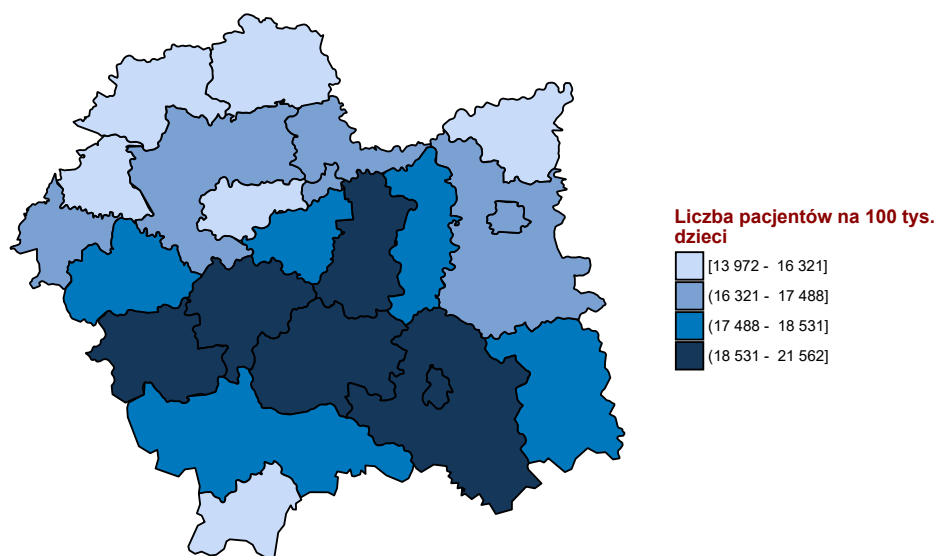 Liczba pacjentów na 100 tys.
dzieci
[13 972 - 16 321]
(16 321 - 17 488]
(17 488 - 18 531]
(18 531 - 21 562]